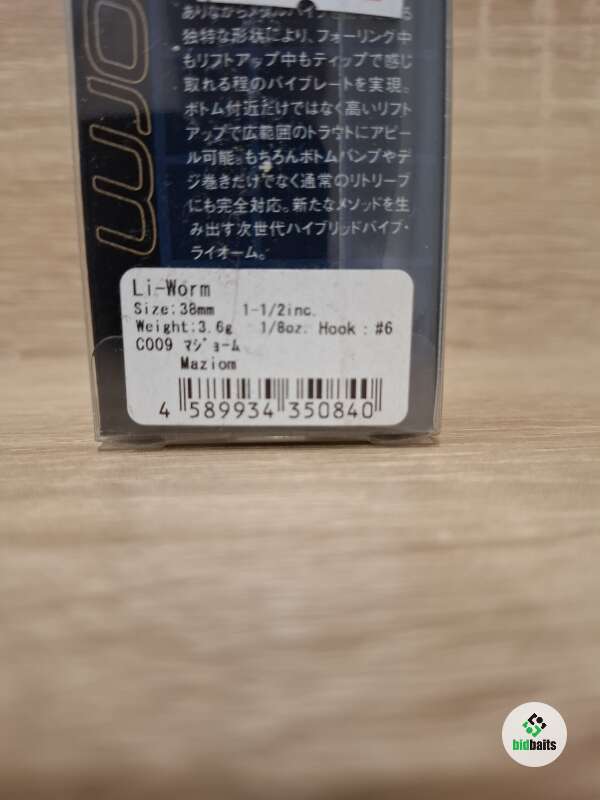 独特な形状により、フォーリング中
もリフトアップ中もティップで感じ
取れる程のバイブレートを実現。
ボトム付近だけではなく高いリフト
アップで広範囲のトラウトにアピー
ル可能。もちろんボトムバンプやデ
ジ巻きだけでなく通常のリトリーブ
にも完全対応。新たなメソッドを生
み出す次世代ハイブリッドバイブ・
ライオーム。
Li-Worm
Size:38mm 1-1/2inc.
Weight:3.6g 1/8oz. Hook : #6
C009 マジョーム
Maziom
4 589934 350840
bidbaits